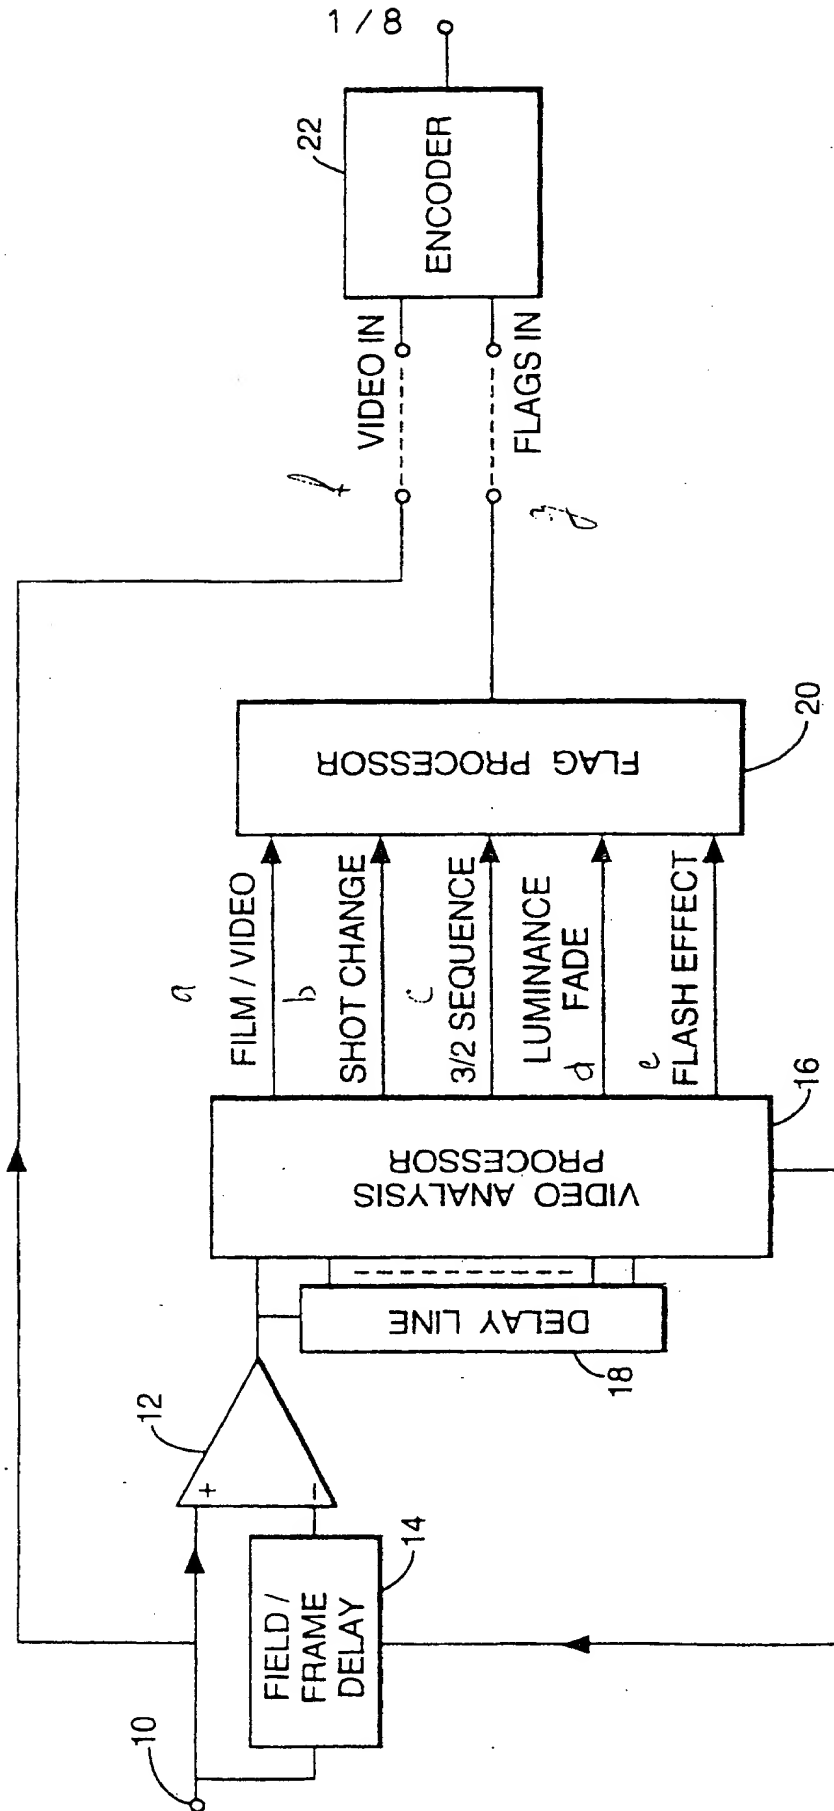 10
FIELD /
FRAME
DELAY
14
+
−
12
DELAY LINE
18
VIDEO ANALYSIS
PROCESSOR
16
a
FILM / VIDEO
b
SHOT CHANGE
c
3/2 SEQUENCE
LUMINANCE
d FADE
e
FLASH EFFECT
FLAG PROCESSOR
20
f
VIDEO IN
FLAGS IN
ENCODER
22
1 / 8